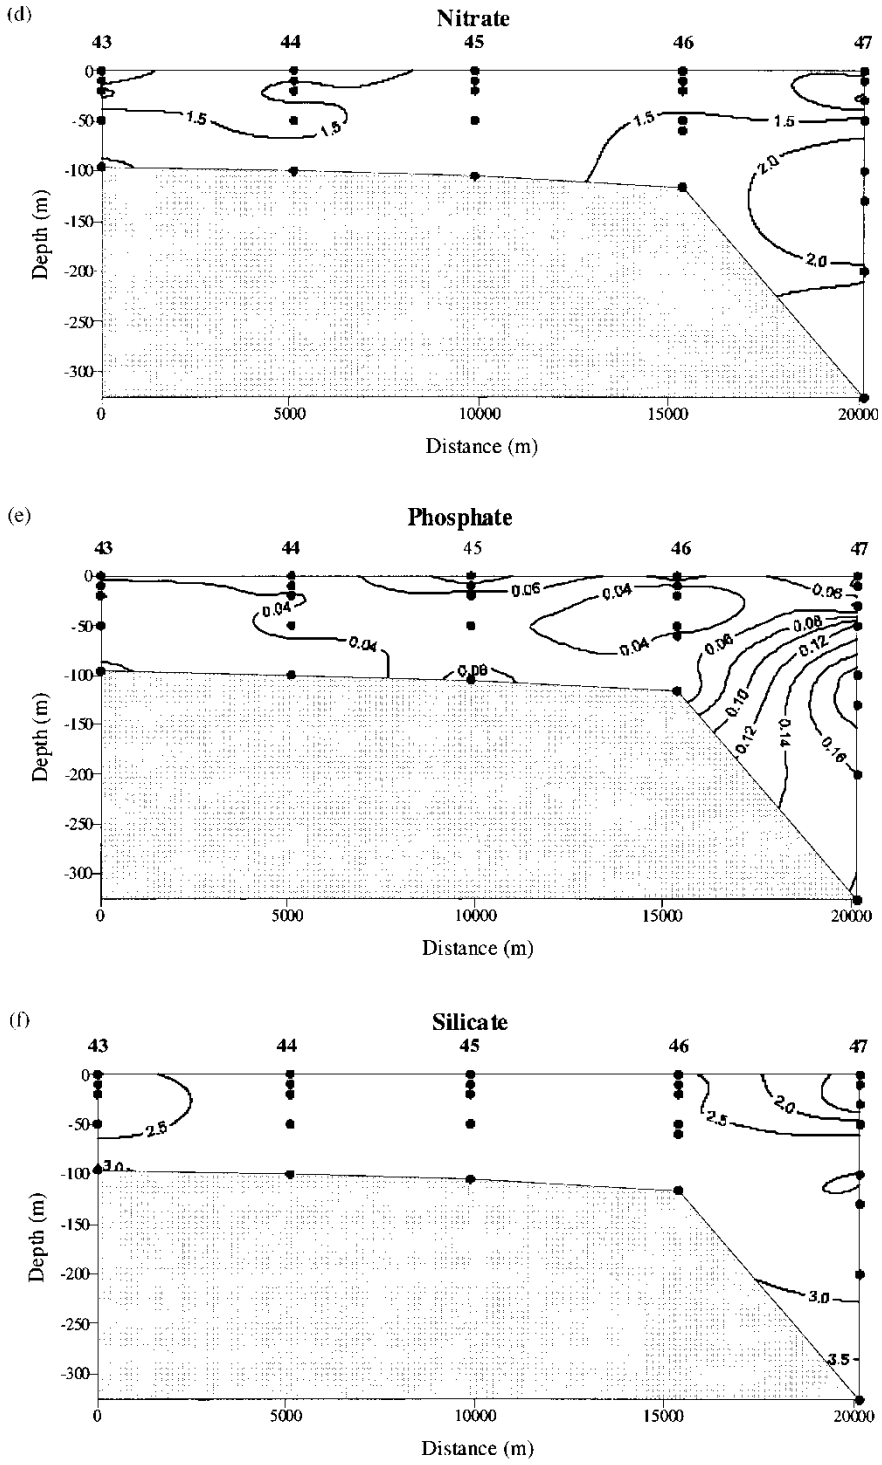 (d)
Nitrate
43 44 45 46 47
0
-50
-100
-150
-200
-250
-300
Depth (m)
1.5 1.5 1.5 1.5
2.0
2.0
0 5000 10000 15000 20000
Distance (m)
(e)
Phosphate
43 44 45 46 47
0
-50
-100
-150
-200
-250
-300
Depth (m)
0.04 0.06 0.04 0.06
0.04 0.04 0.06 0.08
0.06 0.12
0.10
0.12 0.14 0.16
0 5000 10000 15000 20000
Distance (m)
(f)
Silicate
43 44 45 46 47
0
-50
-100
-150
-200
-250
-300
Depth (m)
2.5 2.5 2.0
3.0
3.0
3.5
0 5000 10000 15000 20000
Distance (m)